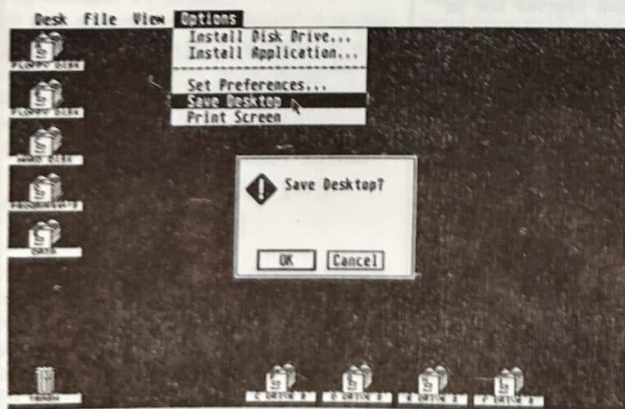 Desk File View Options
Install Disk Drive...
Install Application...
Set Preferences...
Save Desktop
Print Screen
FLOPPY DISK
FLOPPY DISK
HARD DISK
DATA
Save Desktop?
OK Cancel
TRASH
C DRIVE D DRIVE E DRIVE F DRIVE